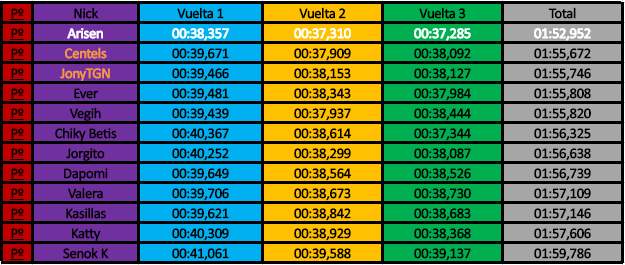 Pº Nick Vuelta 1 Vuelta 2 Vuelta 3 Total
Pº Arisen 00:38,357 00:37,310 00:37,285 01:52,952
Pº Centels 00:39,671 00:37,909 00:38,092 01:55,672
Pº JonyTGN 00:39,466 00:38,153 00:38,127 01:55,746
Pº Ever 00:39,481 00:38,343 00:37,984 01:55,808
Pº Vegih 00:39,439 00:37,937 00:38,444 01:55,820
Pº Chiky Betis 00:40,367 00:38,614 00:37,344 01:56,325
Pº Jorgito 00:40,252 00:38,299 00:38,087 01:56,638
Pº Dapomi 00:39,649 00:38,564 00:38,526 01:56,739
Pº Valera 00:39,706 00:38,673 00:38,730 01:57,109
Pº Kasillas 00:39,621 00:38,842 00:38,683 01:57,146
Pº Katty 00:40,309 00:38,929 00:38,368 01:57,606
Pº Senok K 00:41,061 00:39,588 00:39,137 01:59,786